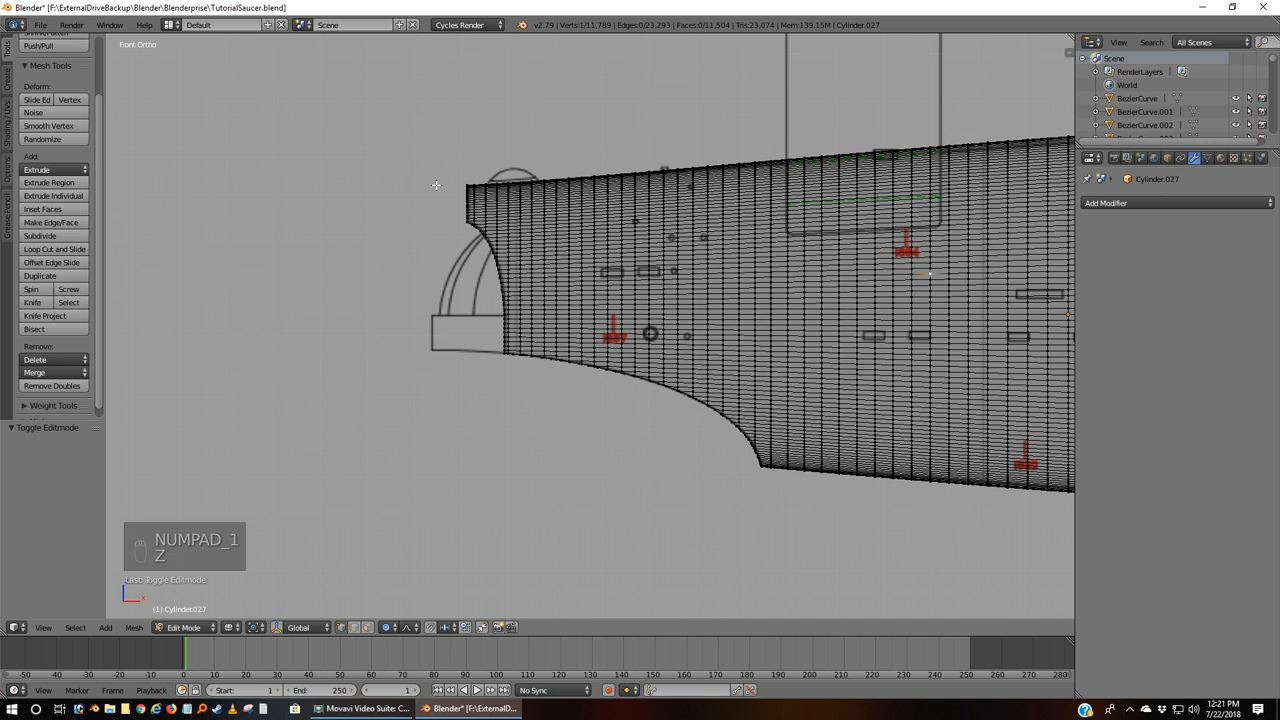 Blender* [F:\ExternalDriveBackup\Blender\Blenderprise\TutorialSaucer.blend]
File Render Window Help Default Scene Cycles Render v2.79 | Verts:1/11,789 | Edges:0/23,293 | Faces:0/11,504 | Tris:23,074 | Mem:139.15M | Cylinder.027
Push/Pull
Mesh Tools
Deform:
Slide Ed Vertex
Noise
Smooth Vertex
Randomize
Add:
Extrude
Extrude Region
Extrude Individual
Inset Faces
Make Edge/Face
Subdivide
Loop Cut and Slide
Offset Edge Slide
Duplicate
Spin Screw
Knife Select
Knife Project
Bisect
Remove:
Delete
Merge
Remove Doubles
Weight Tools
Toggle Editmode
Tools
Create
Shading / UVs
Options
Grease Pencil
Front Ortho
NUMPAD_1
Z
Last: Toggle Editmode
x
(1) Cylinder.027
View Select Add Mesh Edit Mode Global
View Search All Scenes
Scene
RenderLayers
World
BezierCurve
BezierCurve.001
BezierCurve.002
Cylinder.027
Add Modifier
-50 -40 -30 -20 -10 0 10 20 30 40 50 60 70 80 90 100 110 120 130 140 150 160 170 180 190 200 210 220 230 240 250 260 270 280
View Marker Frame Playback Start: 1 End: 250 1 No Sync
Movavi Video Suite: C... Blender* [F:\ExternalD...
12:21 PM
7/22/2018